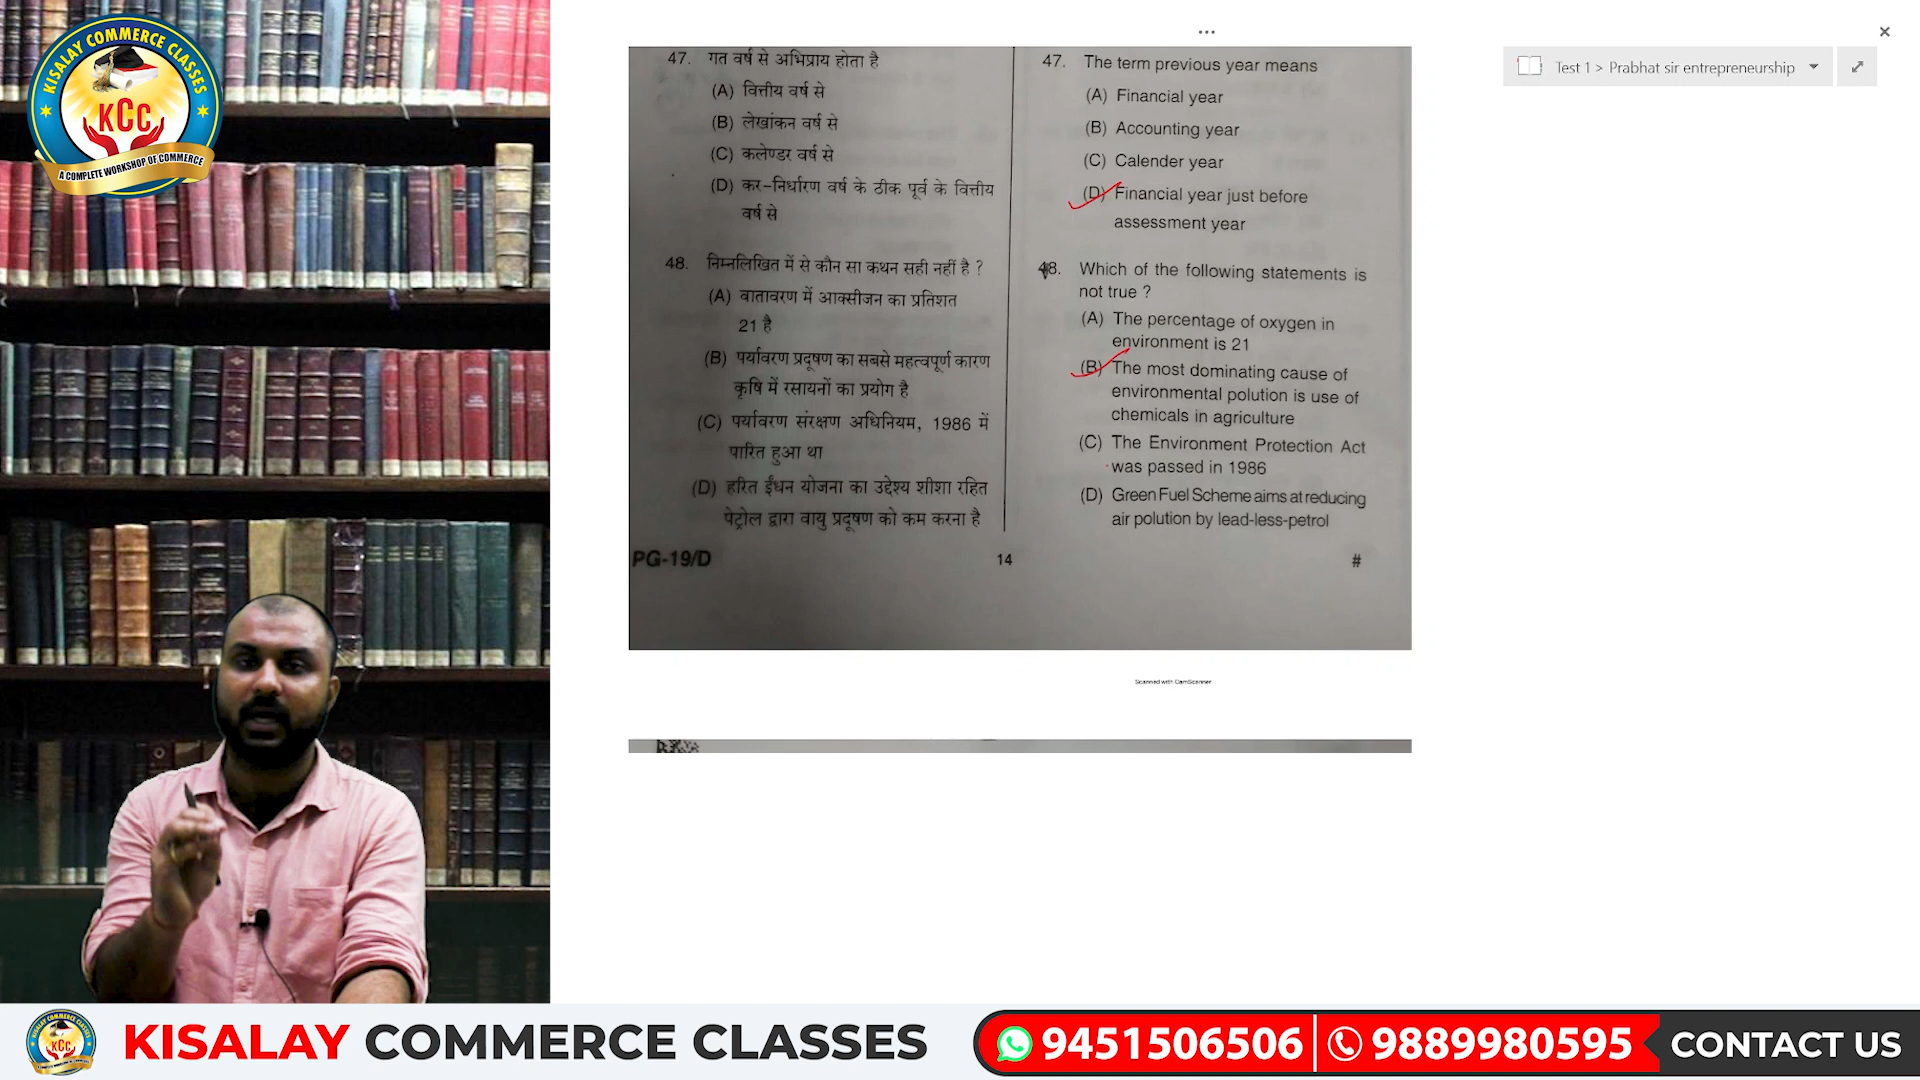 KISALAY COMMERCE CLASSES
KCC
A COMPLETE WORKSHOP OF COMMERCE
Test 1 > Prabhat sir entrepreneurship
47. गत वर्ष से अभिप्राय होता है
(A) वित्तीय वर्ष से
(B) लेखांकन वर्ष से
(C) कलेण्डर वर्ष से
(D) कर-निर्धारण वर्ष के ठीक पूर्व के वित्तीय
वर्ष से
48. निम्नलिखित में से कौन सा कथन सही नहीं है ?
(A) वातावरण में आक्सीजन का प्रतिशत
21 है
(B) पर्यावरण प्रदूषण का सबसे महत्वपूर्ण कारण
कृषि में रसायनों का प्रयोग है
(C) पर्यावरण संरक्षण अधिनियम, 1986 में
पारित हुआ था
(D) हरित ईंधन योजना का उद्देश्य शीशा रहित
पेट्रोल द्वारा वायु प्रदूषण को कम करना है
47. The term previous year means
(A) Financial year
(B) Accounting year
(C) Calender year
(D) Financial year just before
assessment year
48. Which of the following statements is
not true ?
(A) The percentage of oxygen in
environment is 21
(B) The most dominating cause of
environmental polution is use of
chemicals in agriculture
(C) The Environment Protection Act
was passed in 1986
(D) Green Fuel Scheme aims at reducing
air polution by lead-less-petrol
PG-19/D
14
#
Scanned with CamScanner
KISALAY COMMERCE CLASSES
9451506506
9889980595
CONTACT US